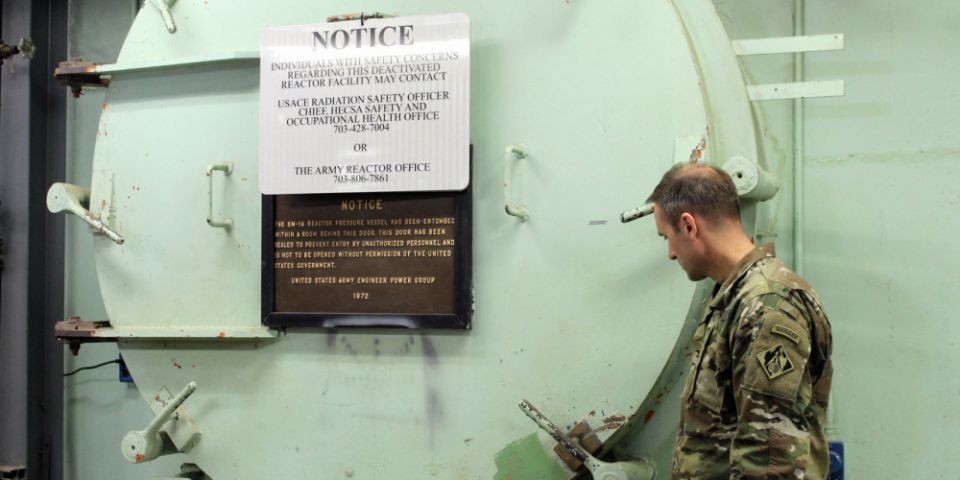 NOTICE
INDIVIDUALS WITH SAFETY CONCERNS
REGARDING THIS DEACTIVATED
REACTOR FACILITY MAY CONTACT
USACE RADIATION SAFETY OFFICER
CHIEF, HECSA SAFETY AND
OCCUPATIONAL HEALTH OFFICE
703-428-7004
OR
THE ARMY REACTOR OFFICE
703-806-7861
NOTICE
THE SM-1A REACTOR PRESSURE VESSEL HAS BEEN ENTOMBED
WITHIN A ROOM BEHIND THIS DOOR. THIS DOOR HAS BEEN
SEALED TO PREVENT ENTRY BY UNAUTHORIZED PERSONNEL AND
IS NOT TO BE OPENED WITHOUT PERMISSION OF THE UNITED
STATES GOVERNMENT.
UNITED STATES ARMY ENGINEER POWER GROUP
1972
RANGER